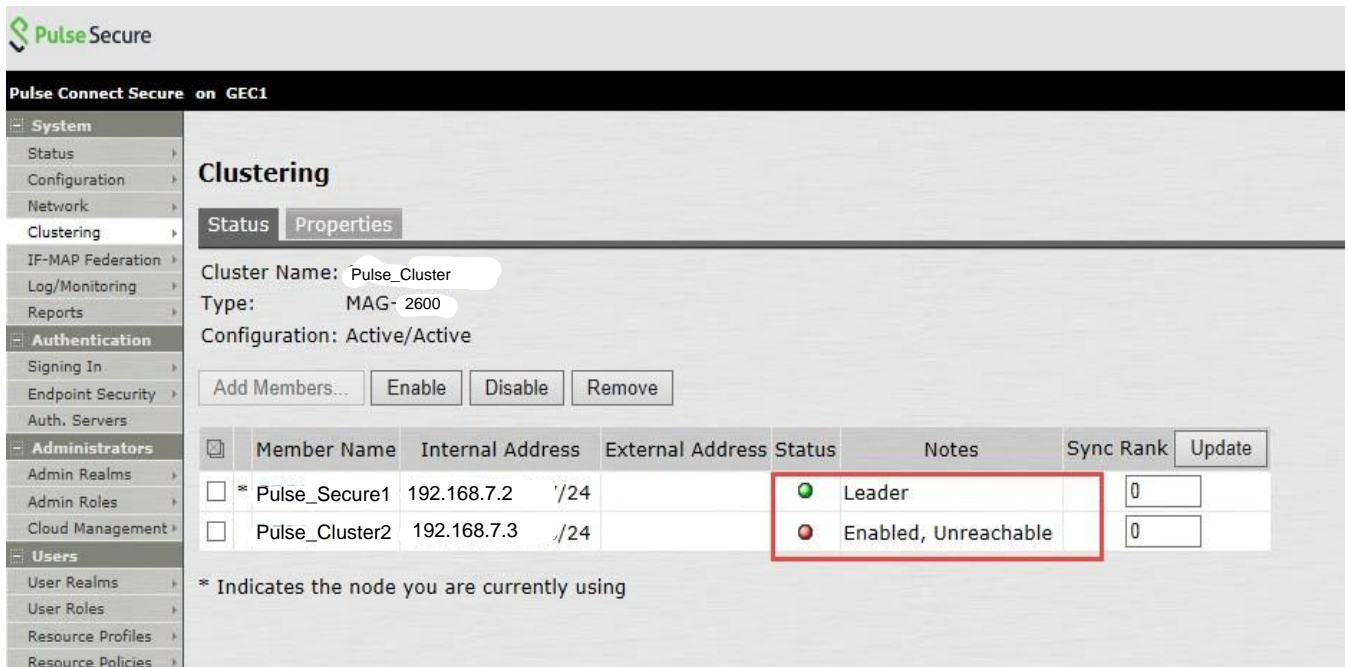 Pulse Secure
Pulse Connect Secure on GEC1
System
Status
Configuration
Network
Clustering
IF-MAP Federation
Log/Monitoring
Reports
Authentication
Signing In
Endpoint Security
Auth. Servers
Administrators
Admin Realms
Admin Roles
Cloud Management
Users
User Realms
User Roles
Resource Profiles
Resource Policies
Clustering
Status Properties
Cluster Name: Pulse_Cluster
Type: MAG-2600
Configuration: Active/Active
Add Members... Enable Disable Remove
Member Name Internal Address External Address Status Notes Sync Rank Update
* Pulse_Secure1 192.168.7.2 /24 Leader 0
Pulse_Cluster2 192.168.7.3 /24 Enabled, Unreachable 0
* Indicates the node you are currently using